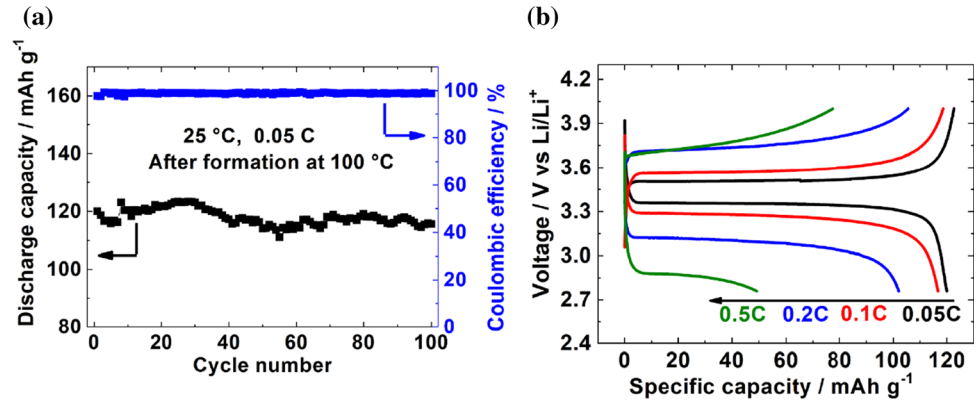 (a)
Discharge capacity / mAh g⁻¹
160
140
120
100
80
25 °C, 0.05 C
After formation at 100 °C
100
80
60
40
20
0
Coulombic efficiency / %
0
20
40
60
80
100
Cycle number
(b)
Voltage / V vs Li/Li⁺
4.2
3.9
3.6
3.3
3.0
2.7
2.4
0.5C
0.2C
0.1C
0.05C
0
20
40
60
80
100
120
Specific capacity / mAh g⁻¹